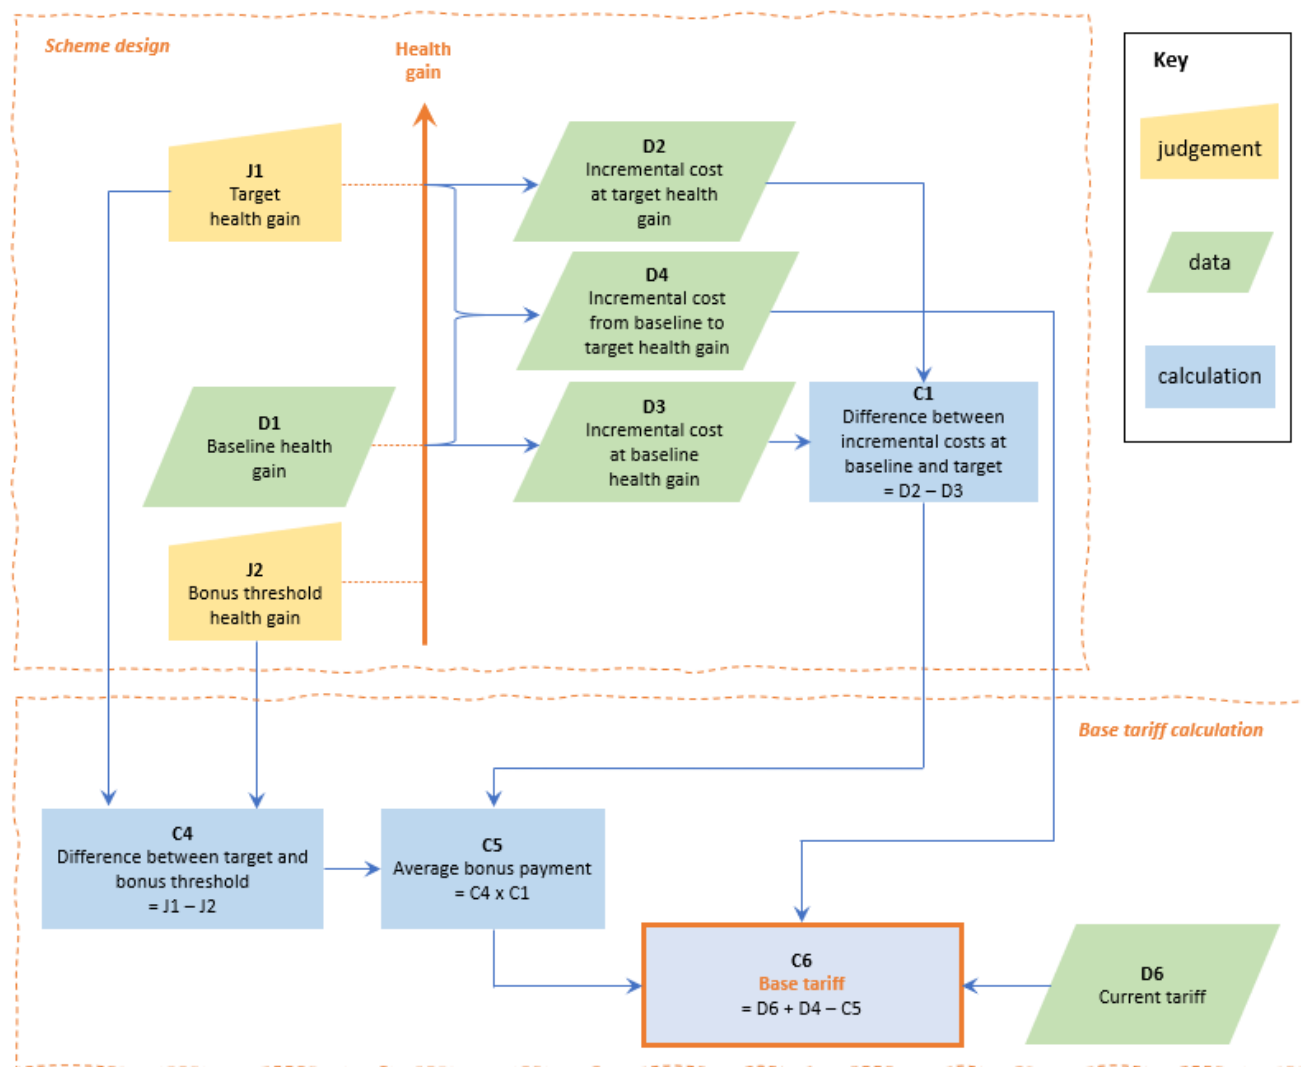 Scheme design
Health
gain
Key
judgement
data
calculation
J1
Target
health gain
D2
Incremental cost
at target health
gain
D4
Incremental cost
from baseline to
target health gain
D1
Baseline health
gain
D3
Incremental cost
at baseline
health gain
C1
Difference between
incremental costs at
baseline and target
= D2 – D3
J2
Bonus threshold
health gain
Base tariff calculation
C4
Difference between target and
bonus threshold
= J1 – J2
C5
Average bonus payment
= C4 x C1
C6
Base tariff
= D6 + D4 – C5
D6
Current tariff